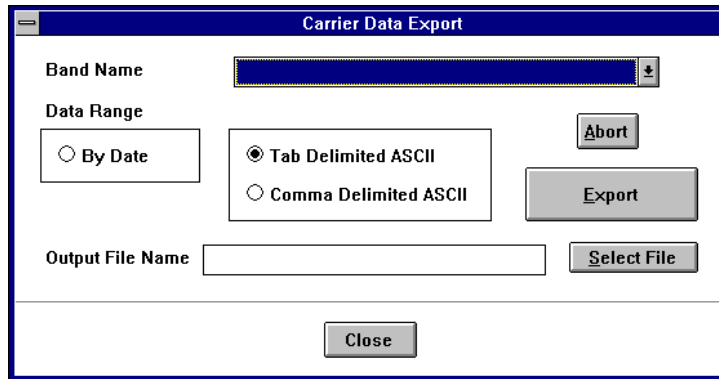 Carrier Data Export
Band Name
Data Range
By Date
Tab Delimited ASCII
Comma Delimited ASCII
Abort
Export
Output File Name
Select File
Close